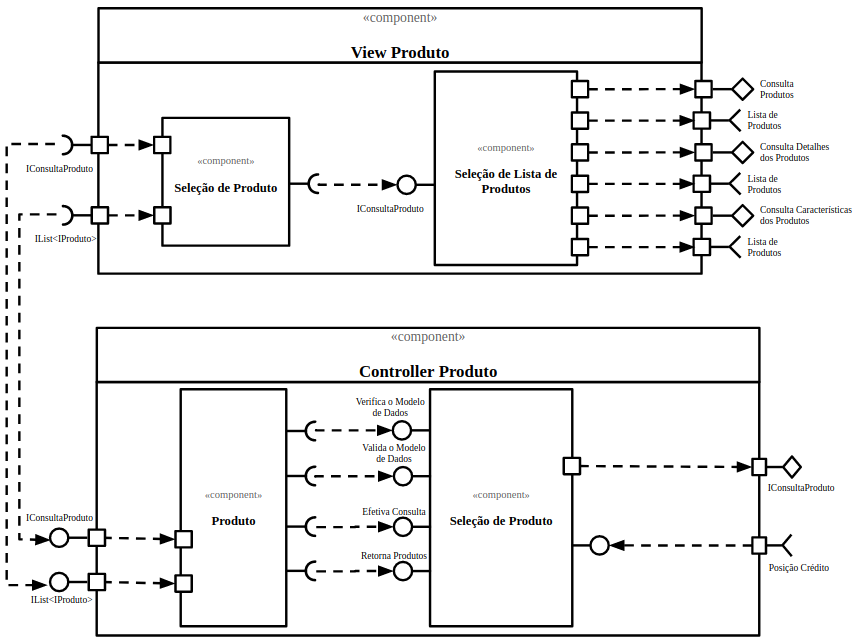 «component»
View Produto
«component»
Seleção de Produto
IConsultaProduto
IList<IProduto>
IConsultaProduto
«component»
Seleção de Lista de
Produtos
Consulta
Produtos
Lista de
Produtos
Consulta Detalhes
dos Produtos
Lista de
Produtos
Consulta Características
dos Produtos
Lista de
Produtos
«component»
Controller Produto
IConsultaProduto
IList<IProduto>
«component»
Produto
Verifica o Modelo
de Dados
Valida o Modelo
de Dados
Efetiva Consulta
Retorna Produtos
«component»
Seleção de Produto
IConsultaProduto
Posição Crédito